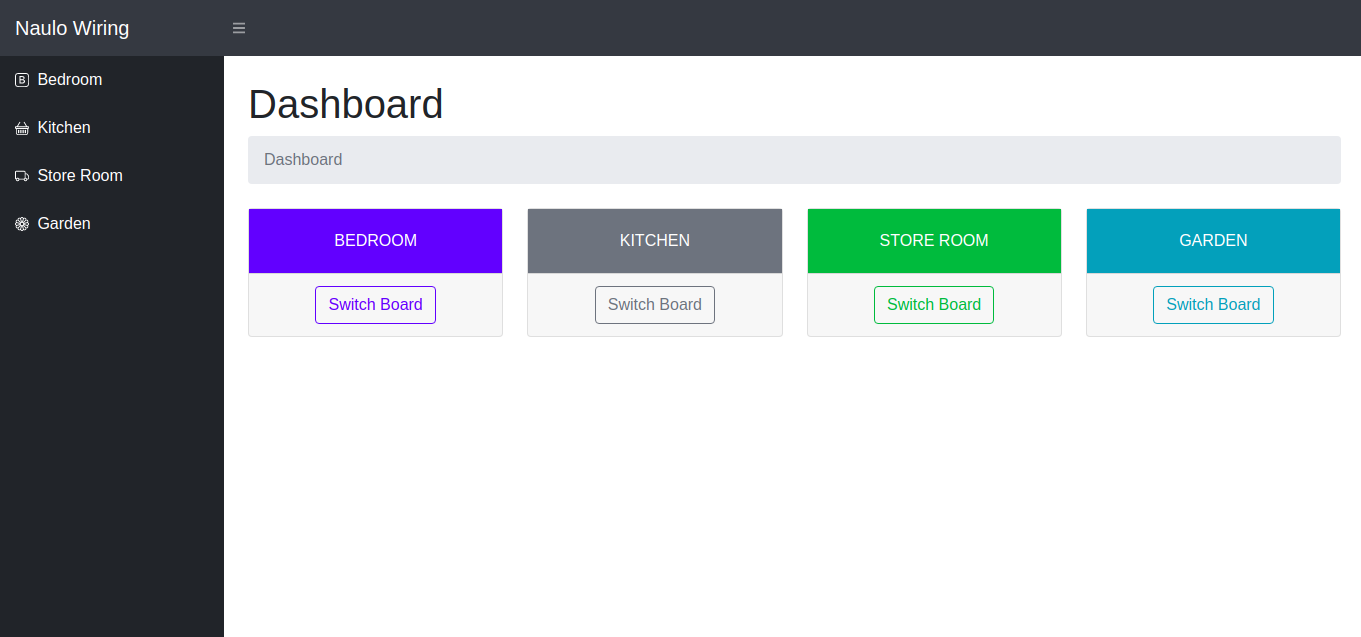 Naulo Wiring
Bedroom
Kitchen
Store Room
Garden
Dashboard
Dashboard
BEDROOM
Switch Board
KITCHEN
Switch Board
STORE ROOM
Switch Board
GARDEN
Switch Board